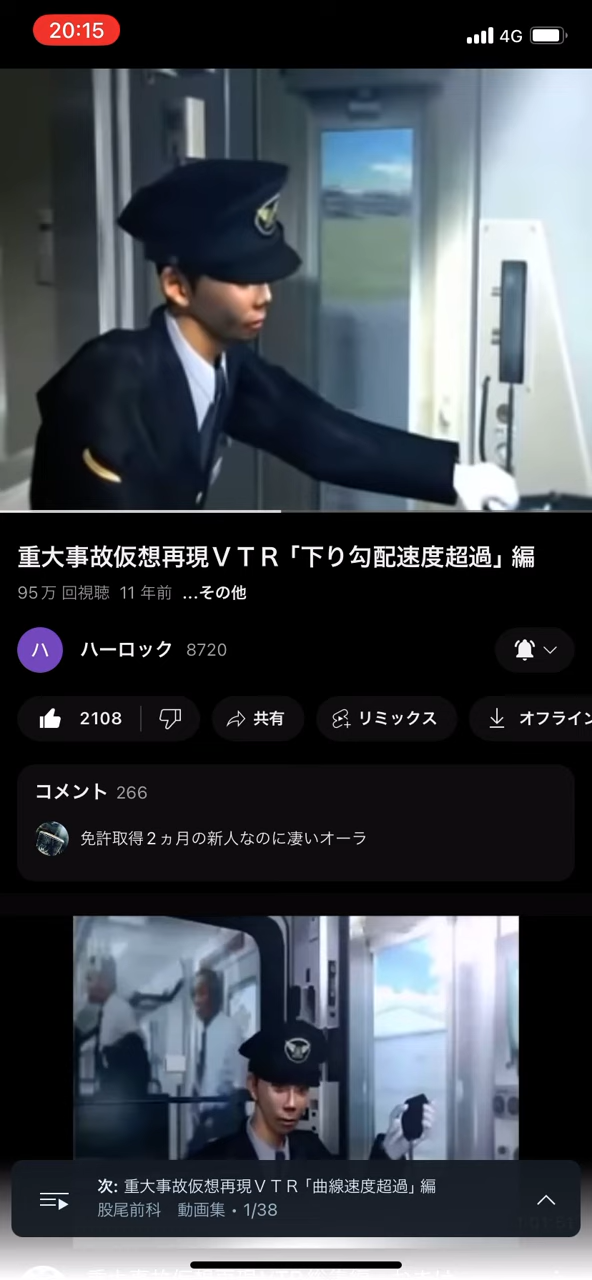 20:15
4G
重大事故仮想再現ＶＴＲ「下り勾配速度超過」編
95万 回視聴 11 年前 ...その他
ハ ハーロック 8720
2108 共有 リミックス オフライン
コメント 266
免許取得２ヵ月の新人なのに凄いオーラ
次: 重大事故仮想再現ＶＴＲ「曲線速度超過」編
股尾前科 動画集・1/38